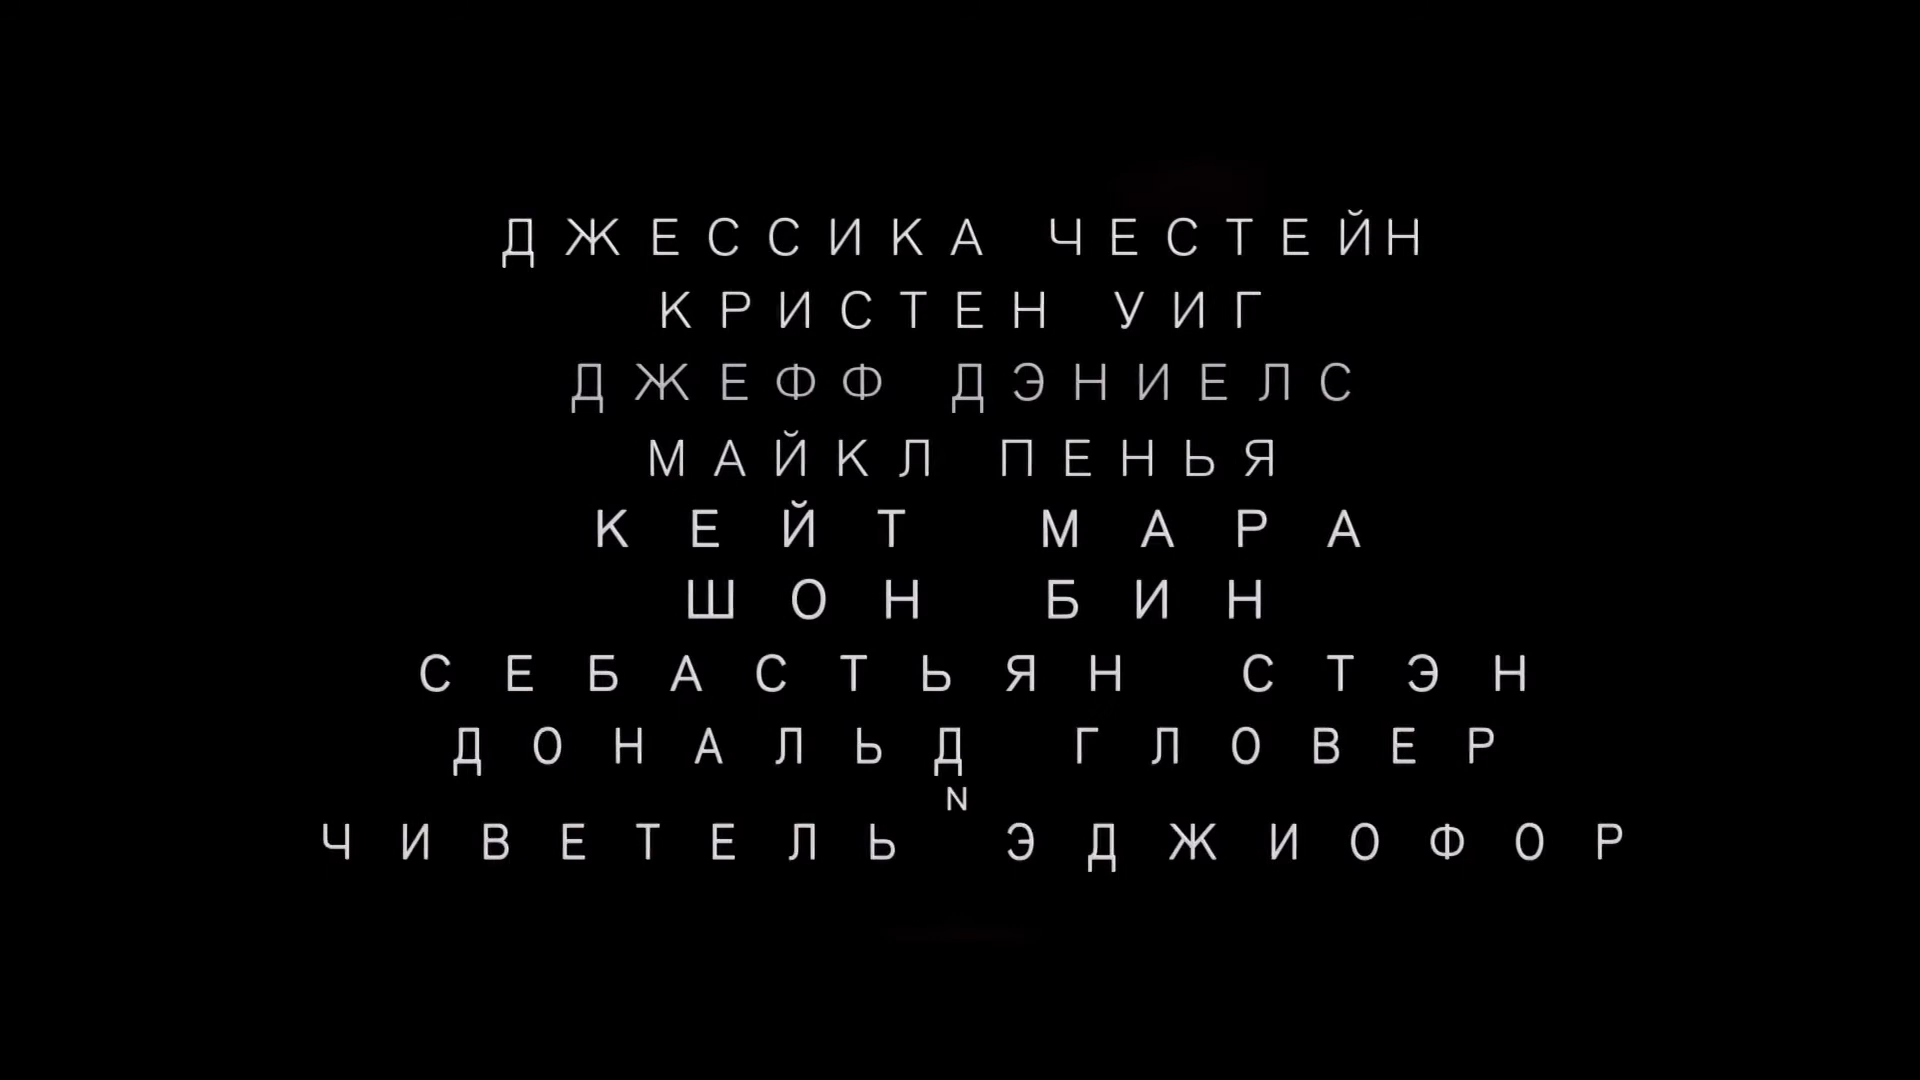 ДЖЕССИКА ЧЕСТЕЙН
КРИСТЕН УИГ
ДЖЕФФ ДЭНИЕЛС
МАЙКЛ ПЕНЬЯ
КЕЙТ МАРА
ШОН БИН
СЕБАСТЬЯН СТЭН
ДОНАЛЬД ГЛОВЕР
N
ЧИВЕТЕЛЬ ЭДЖИОФОР